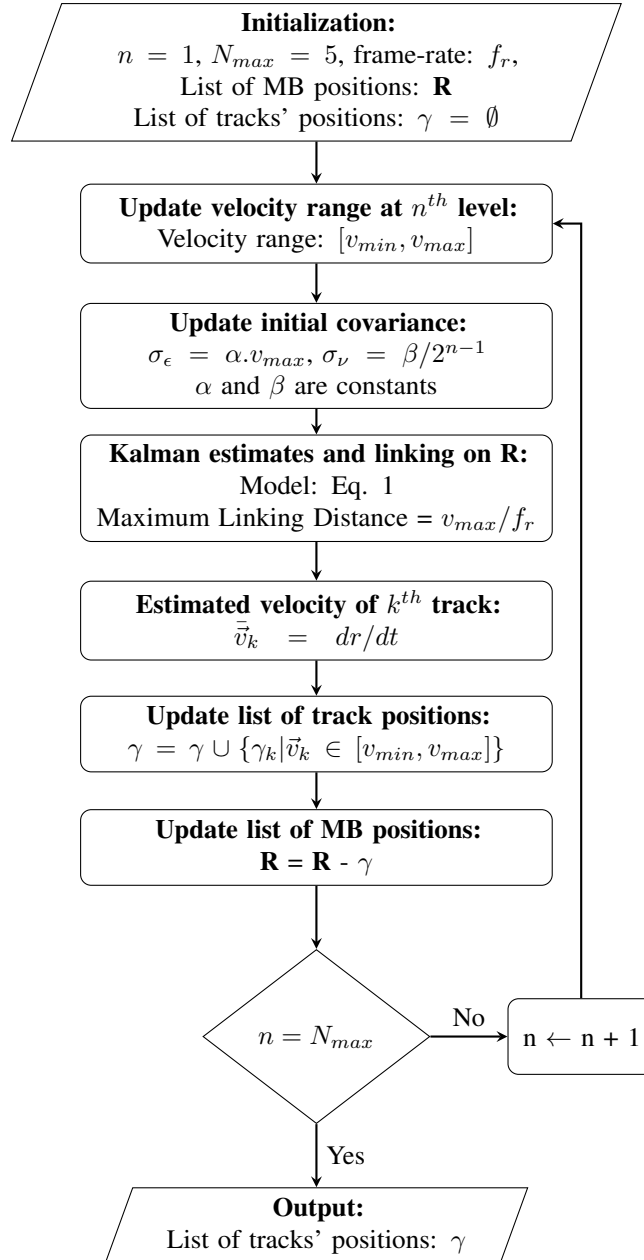 Initialization:
n = 1, N_max = 5, frame-rate: f_r,
List of MB positions: R
List of tracks' positions: γ = ∅
Update velocity range at n^th level:
Velocity range: [v_min, v_max]
Update initial covariance:
σ_ϵ = α.v_max, σ_ν = β/2^{n−1}
α and β are constants
Kalman estimates and linking on R:
Model: Eq. 1
Maximum Linking Distance = v_max/f_r
Estimated velocity of k^th track:
\bar{\vec{v}}_k = dr/dt
Update list of track positions:
γ = γ ∪ {γ_k|\vec{v}_k ∈ [v_min, v_max]}
Update list of MB positions:
R = R - γ
n = N_max
No
n ← n + 1
Yes
Output:
List of tracks' positions: γ